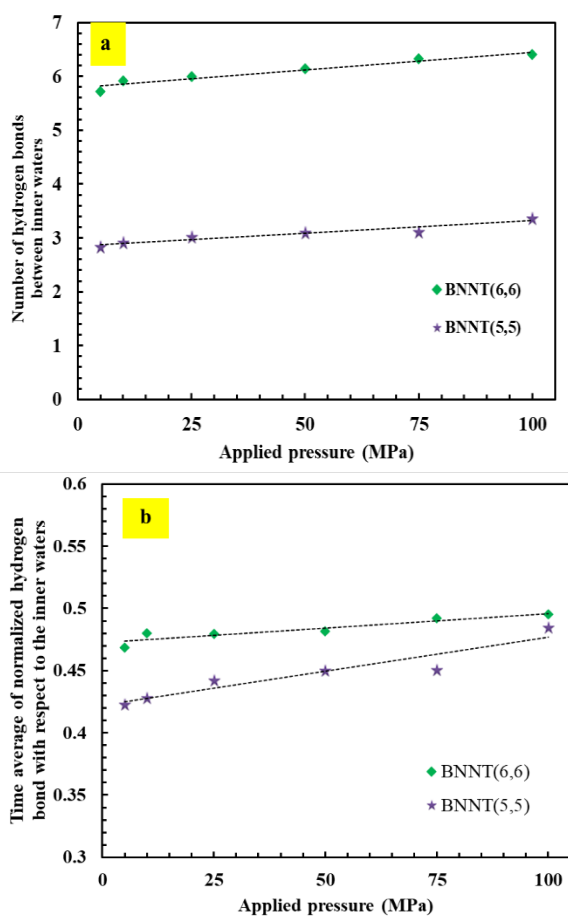 a
7
6
5
4
3
2
1
0
Number of hydrogen bonds
between inner waters
BNNT(6,6)
BNNT(5,5)
0 25 50 75 100
Applied pressure (MPa)
b
0.6
0.55
0.5
0.45
0.4
0.35
0.3
Time average of normalized hydrogen
bond with respect to the inner waters
BNNT(6,6)
BNNT(5,5)
0 25 50 75 100
Applied pressure (MPa)